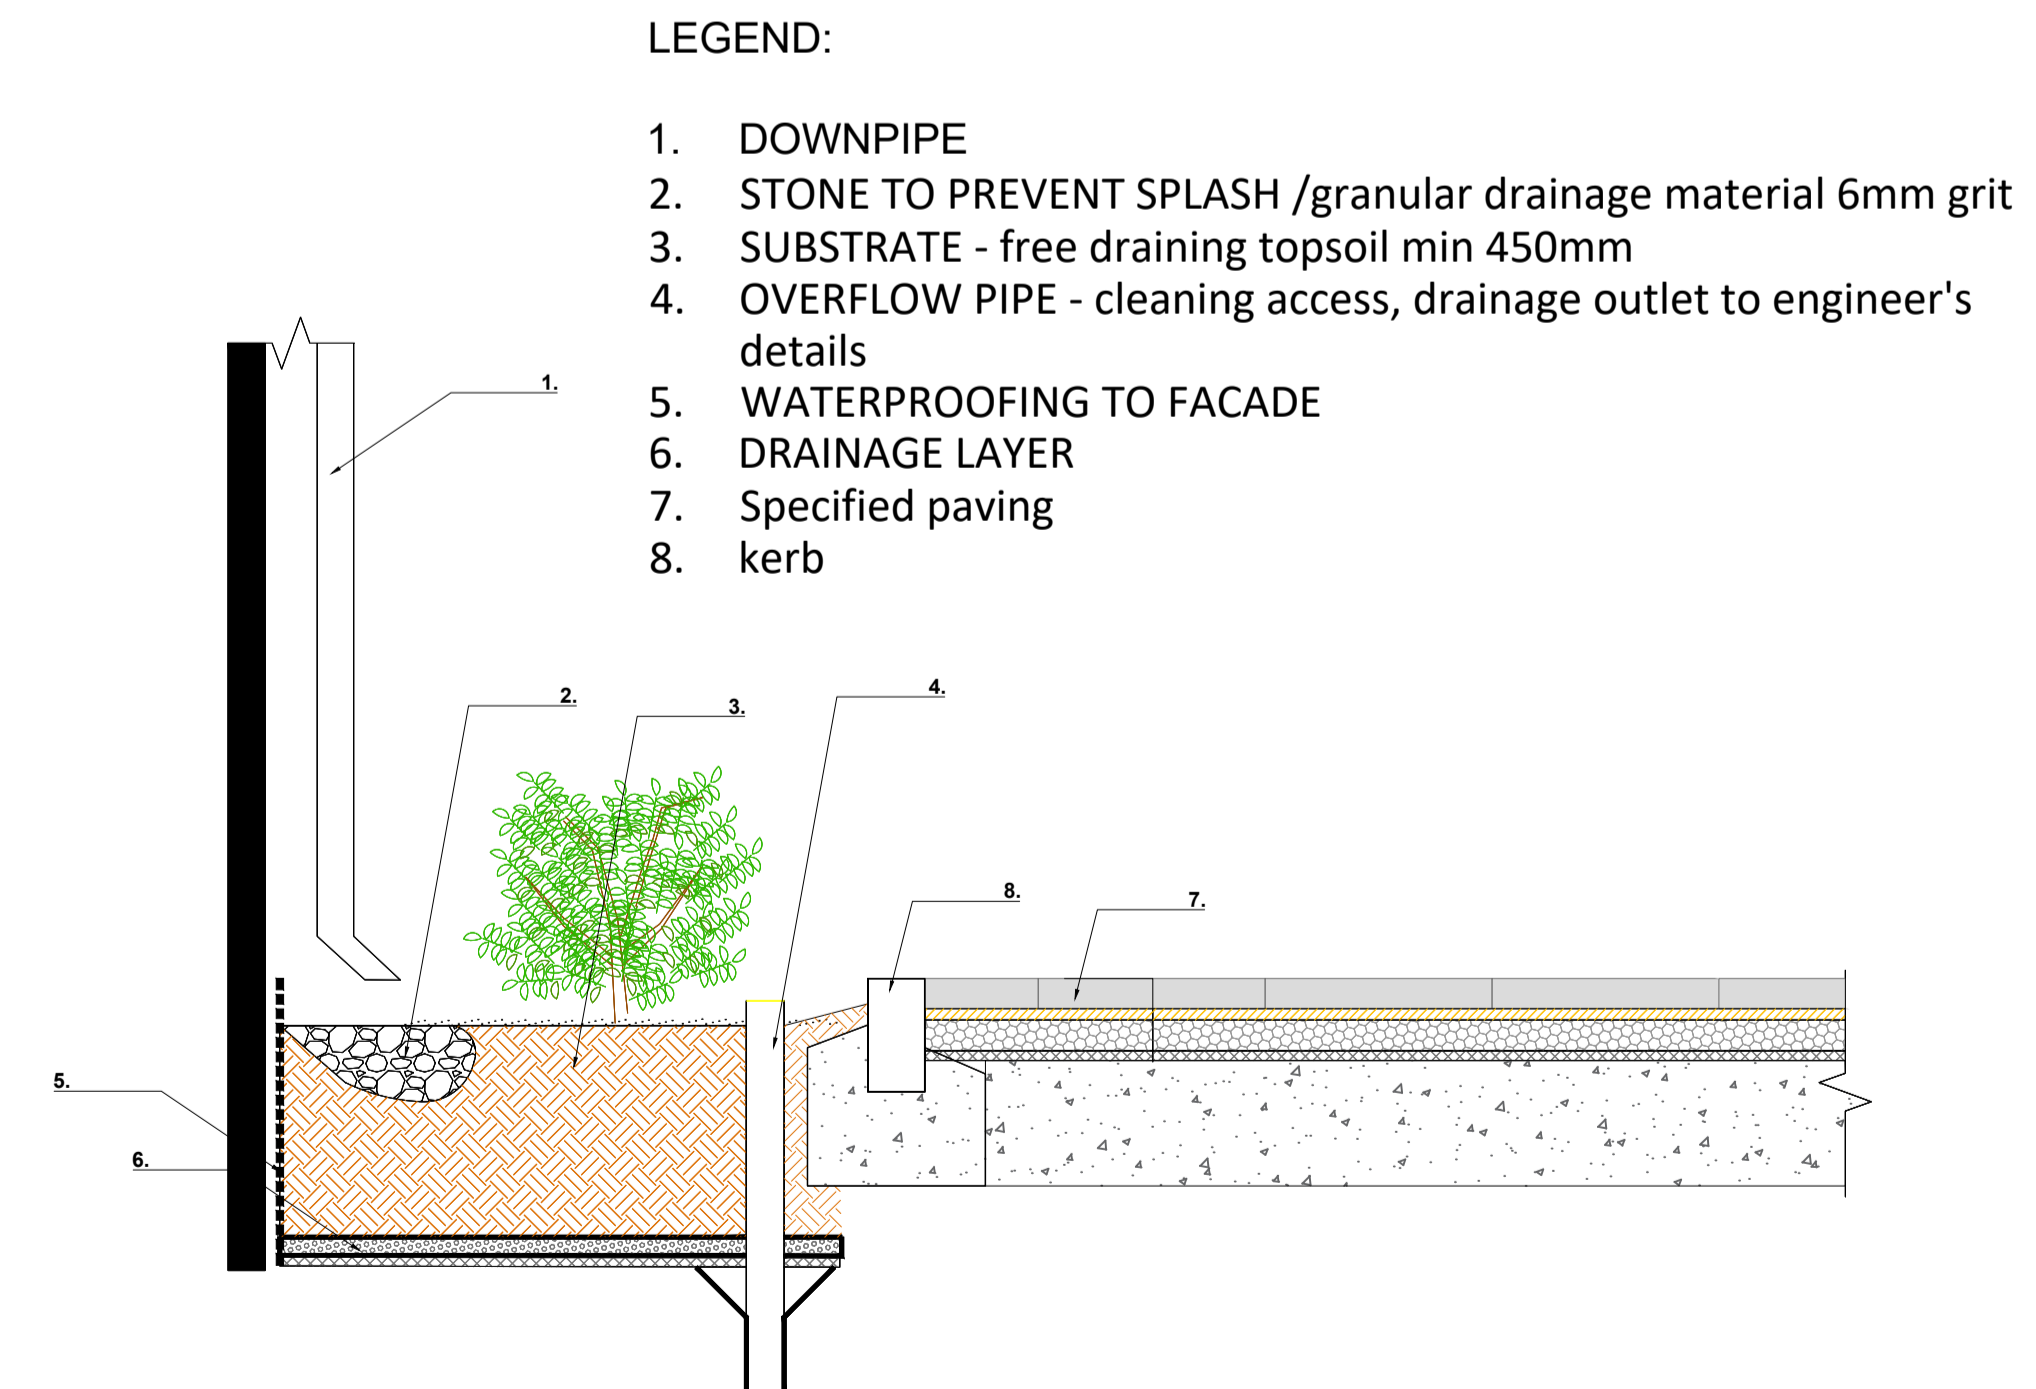 LEGEND:
1. DOWNPIPE
2. STONE TO PREVENT SPLASH /granular drainage material 6mm grit
3. SUBSTRATE - free draining topsoil min 450mm
4. OVERFLOW PIPE - cleaning access, drainage outlet to engineer's
details
5. WATERPROOFING TO FACADE
6. DRAINAGE LAYER
7. Specified paving
8. kerb
1.
2.
3.
4.
8.
7.
5.
6.